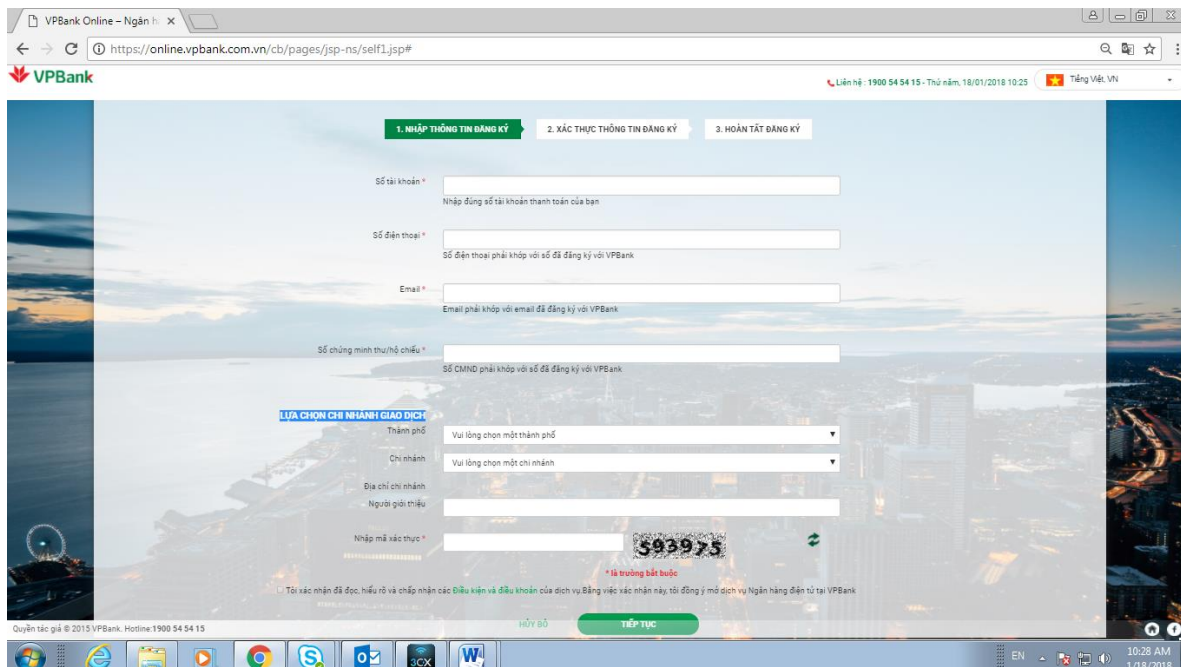 VPBank Online – Ngân h
https://online.vpbank.com.vn/cb/pages/jsp-ns/self1.jsp#
VPBank
Liên hệ : 1900 54 54 15 - Thứ năm, 18/01/2018 10:25
Tiếng Việt, VN
1. NHẬP THÔNG TIN ĐĂNG KÝ
2. XÁC THỰC THÔNG TIN ĐĂNG KÝ
3. HOÀN TẤT ĐĂNG KÝ
Số tài khoản *
Nhập đúng số tài khoản thanh toán của bạn
Số điện thoại *
Số điện thoại phải khớp với số đã đăng ký với VPBank
Email *
Email phải khớp với email đã đăng ký với VPBank
Số chứng minh thư/hộ chiếu *
Số CMND phải khớp với số đã đăng ký với VPBank
LỰA CHỌN CHI NHÁNH GIAO DỊCH
Thành phố
Vui lòng chọn một thành phố
Chi nhánh
Vui lòng chọn một chi nhánh
Địa chỉ chi nhánh
Người giới thiệu
Nhập mã xác thực *
593975
* là trường bắt buộc
Tôi xác nhận đã đọc, hiểu rõ và chấp nhận các Điều kiện và điều khoản của dịch vụ.Bằng việc xác nhận này, tôi đồng ý mở dịch vụ Ngân hàng điện tử tại VPBank
HỦY BỎ
TIẾP TỤC
Quyền tác giả © 2015 VPBank. Hotline:1900 54 54 15
3CX
EN
10:28 AM
1/18/2018